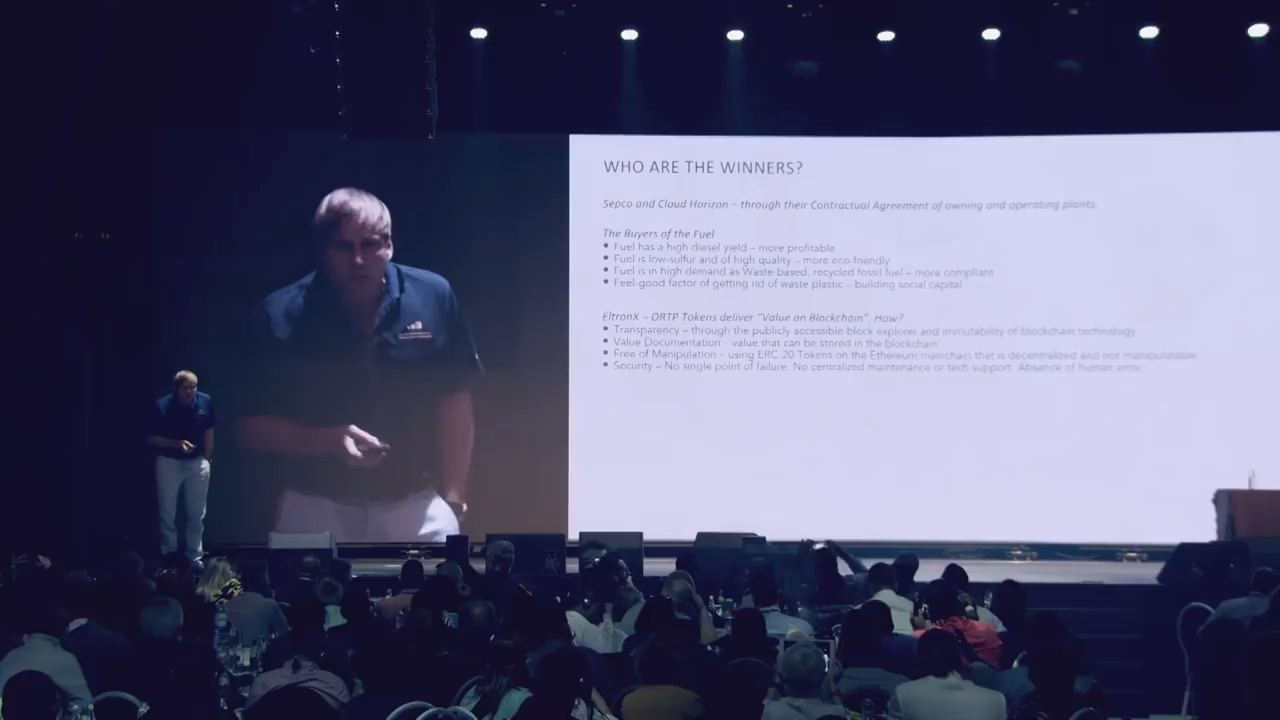 WHO ARE THE WINNERS?
Sepco and Cloud Horizon – through their Contractual Agreement of owning and operating plants.
The Buyers of the Fuel
• Fuel has a high diesel yield – more profitable
• Fuel is low-sulfur and of high quality – more eco-friendly
• Fuel is in high demand as Waste-based, recycled fossil fuel – more compliant
• Feel-good factor of getting rid of waste plastic – building social capital
EltronX – ORTP Tokens deliver "Value on Blockchain". How?
• Transparency – through the publicly accessible block explorer and immutability of blockchain technology
• Value Documentation - value that can be stored in the blockchain
• Free of Manipulation – using ERC 20 Tokens on the Ethereum mainchain that is decentralized and not manipulatable
• Security – No single point of failure. No centralized maintenance or tech support. Absence of human error.